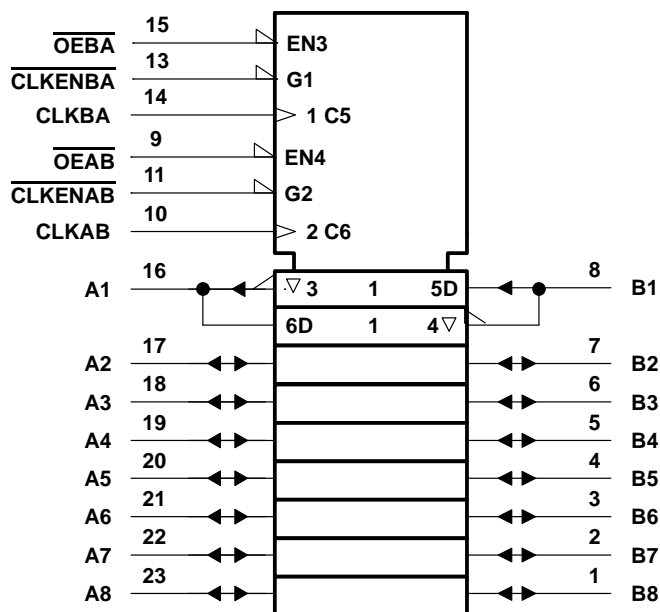 15
OEBA
EN3
13
CLKENBA
G1
14
CLKBA
1 C5
9
OEAB
EN4
11
CLKENAB
G2
10
CLKAB
2 C6
16
8
A1
3 1 5D
B1
6D 1 4
17
7
A2
B2
18
6
A3
B3
19
5
A4
B4
20
4
A5
B5
21
3
A6
B6
22
2
A7
B7
23
1
A8
B8